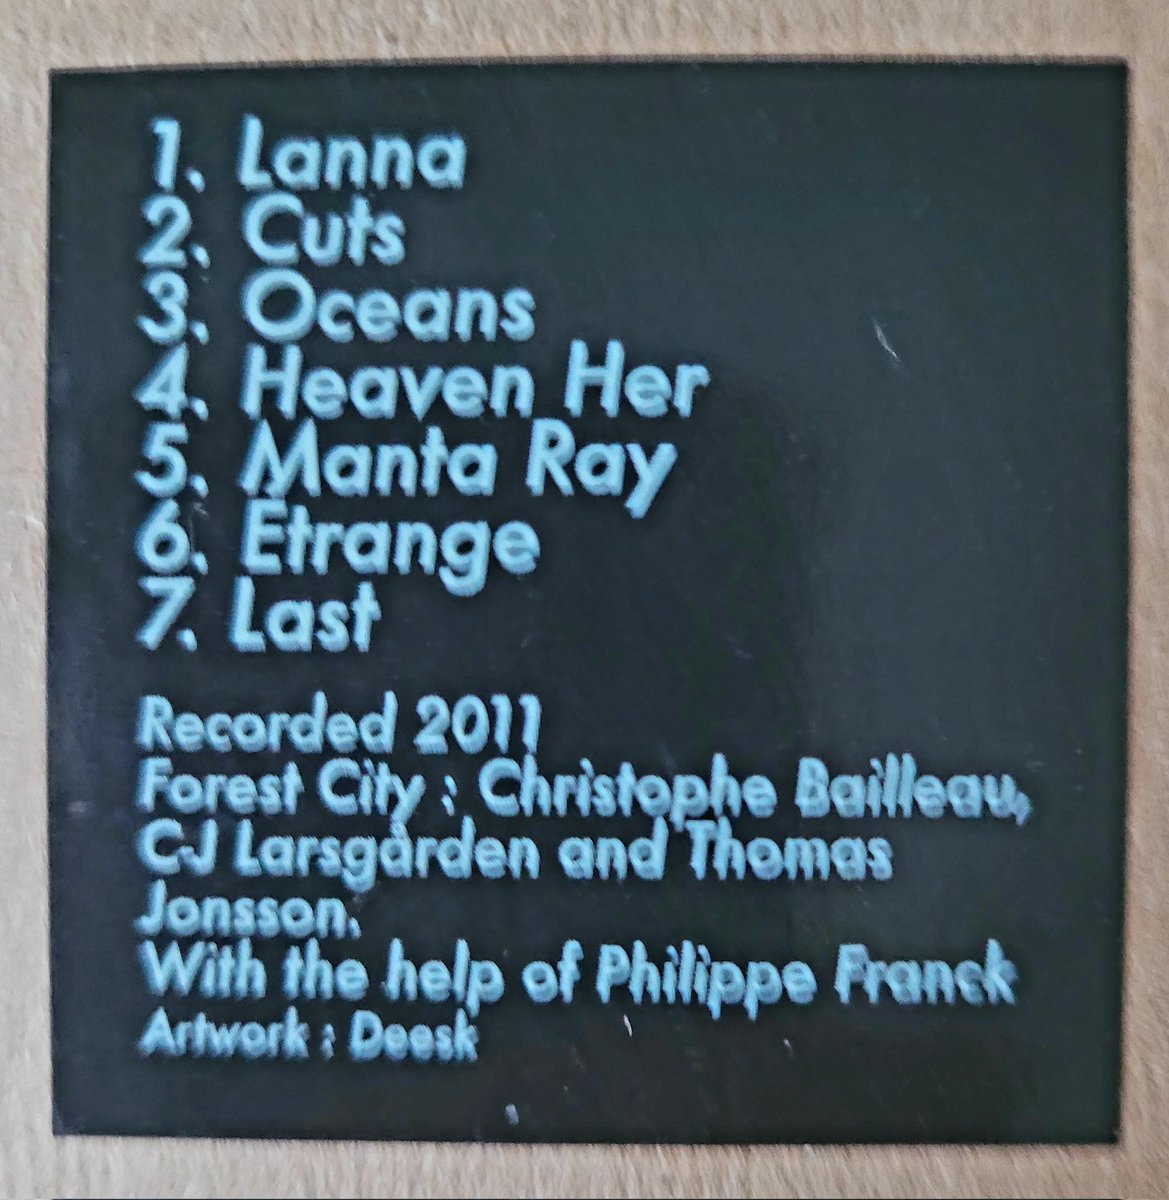 1. Lanna
2. Cuts
3. Oceans
4. Heaven Her
5. Manta Ray
6. Etrange
7. Last
Recorded 2011
Forest City : Christophe Bailleau,
CJ Larsgården and Thomas
Jonsson.
With the help of Philippe Franck
Artwork : Deesk